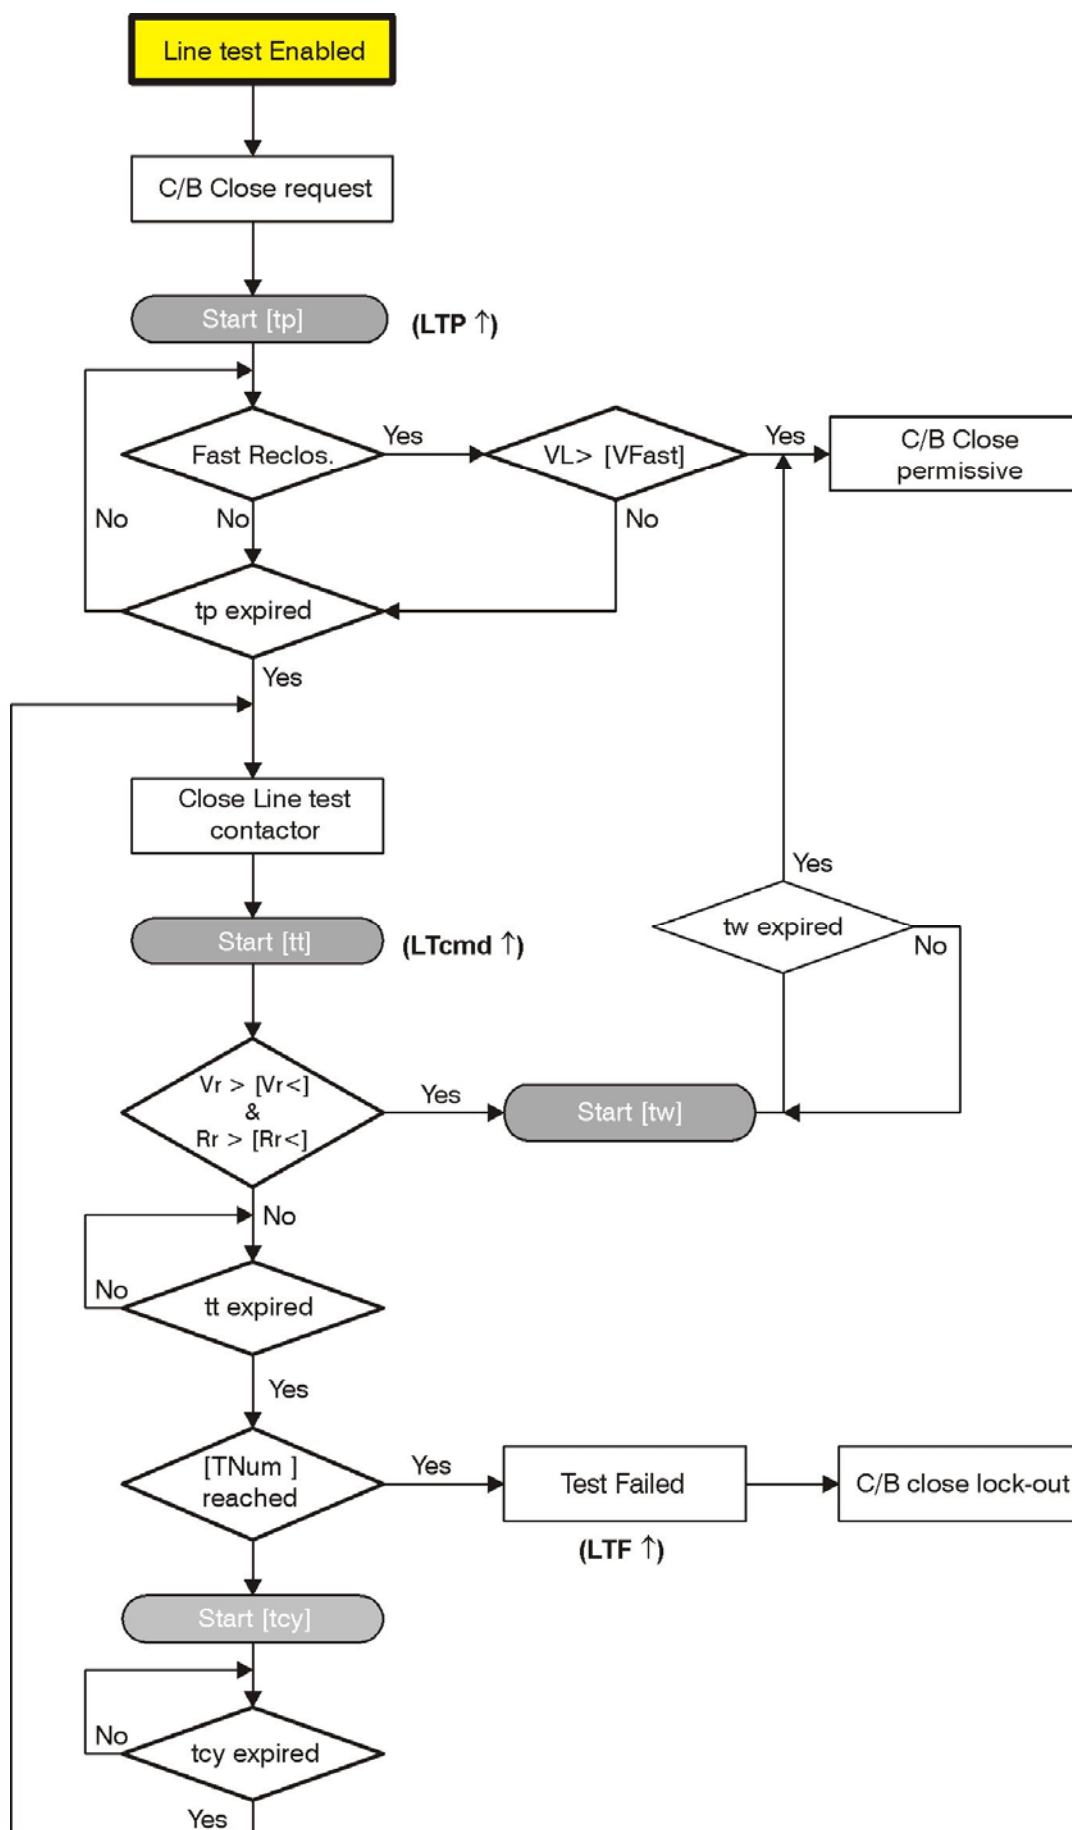 Line test Enabled
C/B Close request
Start [tp]
(LTP ↑)
Fast Reclos.
Yes
VL> [VFast]
Yes
C/B Close
permissive
No
No
No
tp expired
Yes
Close Line test
contactor
Yes
tw expired
No
Start [tt]
(LTcmd ↑)
Vr > [Vr<]
&
Rr > [Rr<]
Yes
Start [tw]
No
No
tt expired
Yes
[TNum ]
reached
Yes
Test Failed
C/B close lock-out
(LTF ↑)
Start [tcy]
No
tcy expired
Yes